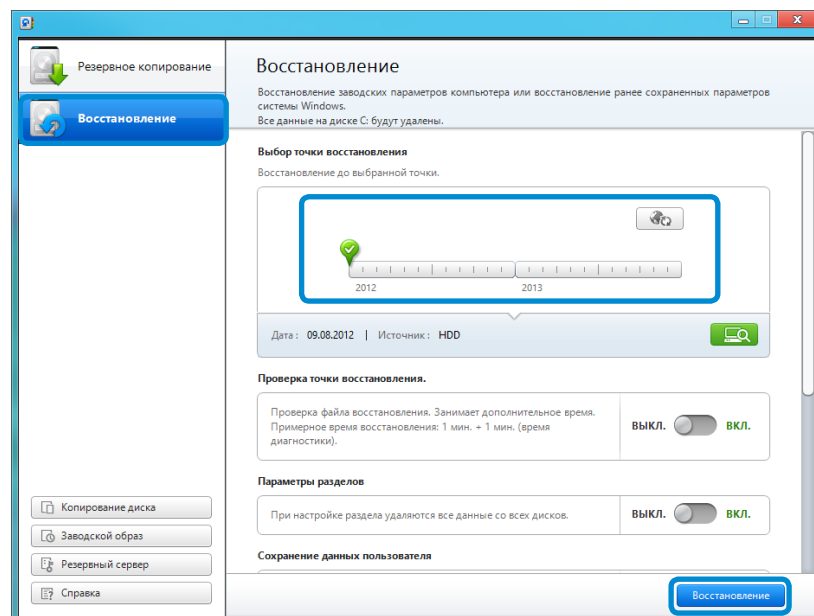 Резервное копирование
Восстановление
Копирование диска
Заводской образ
Резервный сервер
Справка
Восстановление
Восстановление заводских параметров компьютера или восстановление ранее сохраненных параметров
системы Windows.
Все данные на диске C: будут удалены.
Выбор точки восстановления
Восстановление до выбранной точки.
2012 2013
Дата : 09.08.2012 | Источник : HDD
Проверка точки восстановления.
Проверка файла восстановления. Занимает дополнительное время.
Примерное время восстановления: 1 мин. + 1 мин. (время
диагностики).
ВЫКЛ. ВКЛ.
Параметры разделов
При настройке раздела удаляются все данные со всех дисков.
ВЫКЛ. ВКЛ.
Сохранение данных пользователя
Восстановление